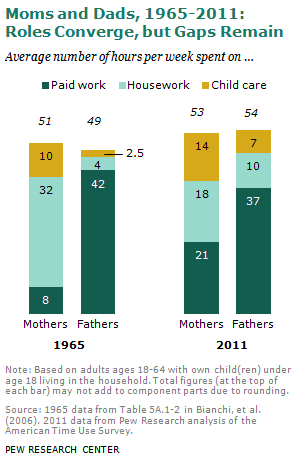 Moms and Dads, 1965-2011:
Roles Converge, but Gaps Remain
Average number of hours per week spent on ...
Paid work Housework Child care
51 49 53 54
10 2.5 14 7
32 4 18 10
8 42 21 37
Mothers Fathers Mothers Fathers
1965 2011
Note: Based on adults ages 18-64 with own child(ren) under
age 18 living in the household. Total figures (at the top of
each bar) may not add to component parts due to rounding.
Source: 1965 data from Table 5A.1-2 in Bianchi, et al.
(2006). 2011 data from Pew Research analysis of the
American Time Use Survey.
PEW RESEARCH CENTER